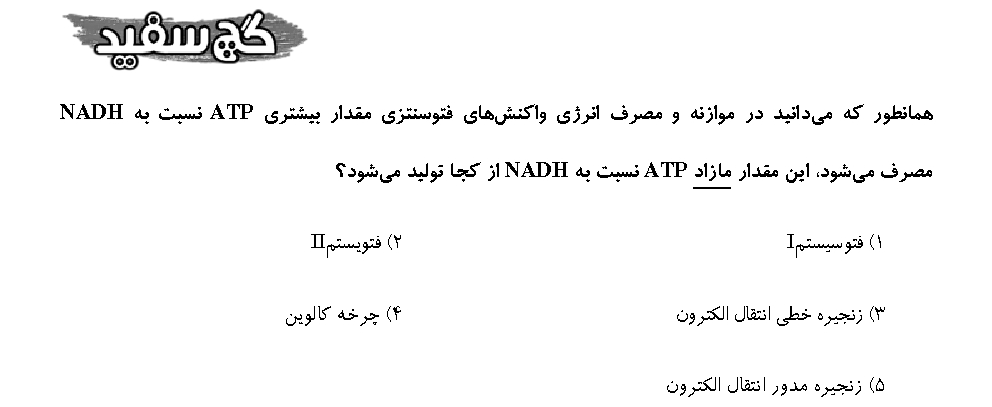 گچ سفید
همانطور که می‌دانید در موازنه و مصرف انرژی واکنش‌های فتوسنتزی مقدار بیشتری ATP نسبت به NADH
مصرف می‌شود، این مقدار مازاد ATP نسبت به NADH از کجا تولید می‌شود؟
۱) فتوسیستمI
۲) فتویستمII
۳) زنجیره خطی انتقال الکترون
۴) چرخه کالوین
۵) زنجیره مدور انتقال الکترون